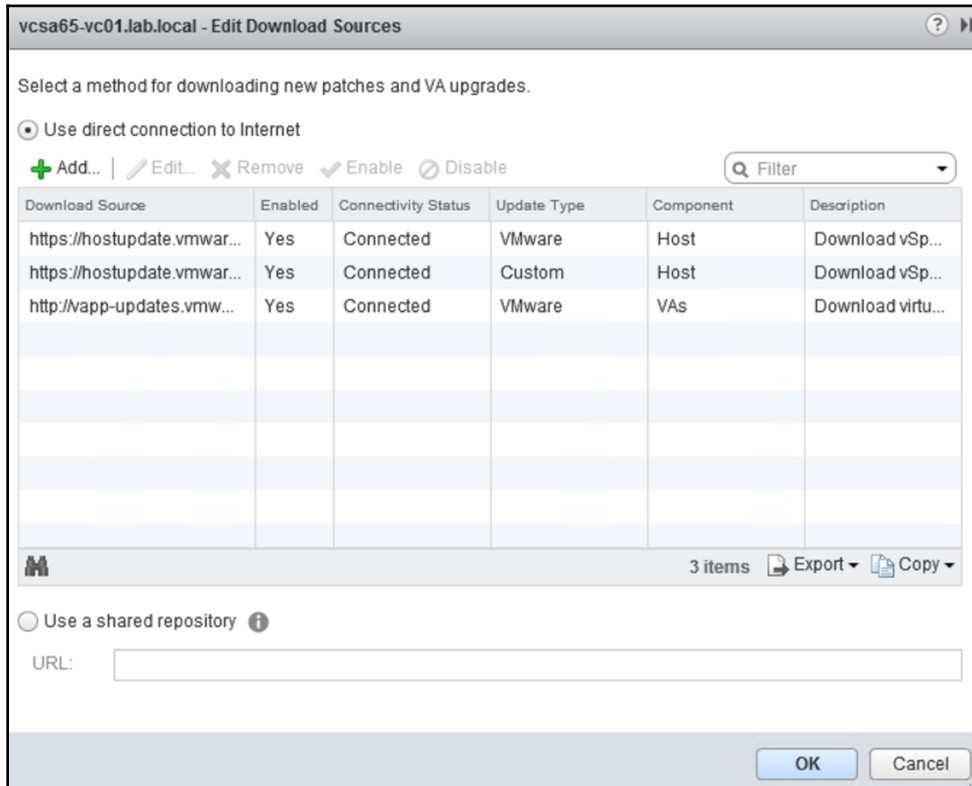 vcsa65-vc01.lab.local - Edit Download Sources
Select a method for downloading new patches and VA upgrades.
Use direct connection to Internet
Add... | Edit... Remove Enable Disable Filter
Download Source Enabled Connectivity Status Update Type Component Description
https://hostupdate.vmwar... Yes Connected VMware Host Download vSp...
https://hostupdate.vmwar... Yes Connected Custom Host Download vSp...
http://vapp-updates.vmw... Yes Connected VMware VAs Download virtu...
3 items Export Copy
Use a shared repository
URL:
OK Cancel